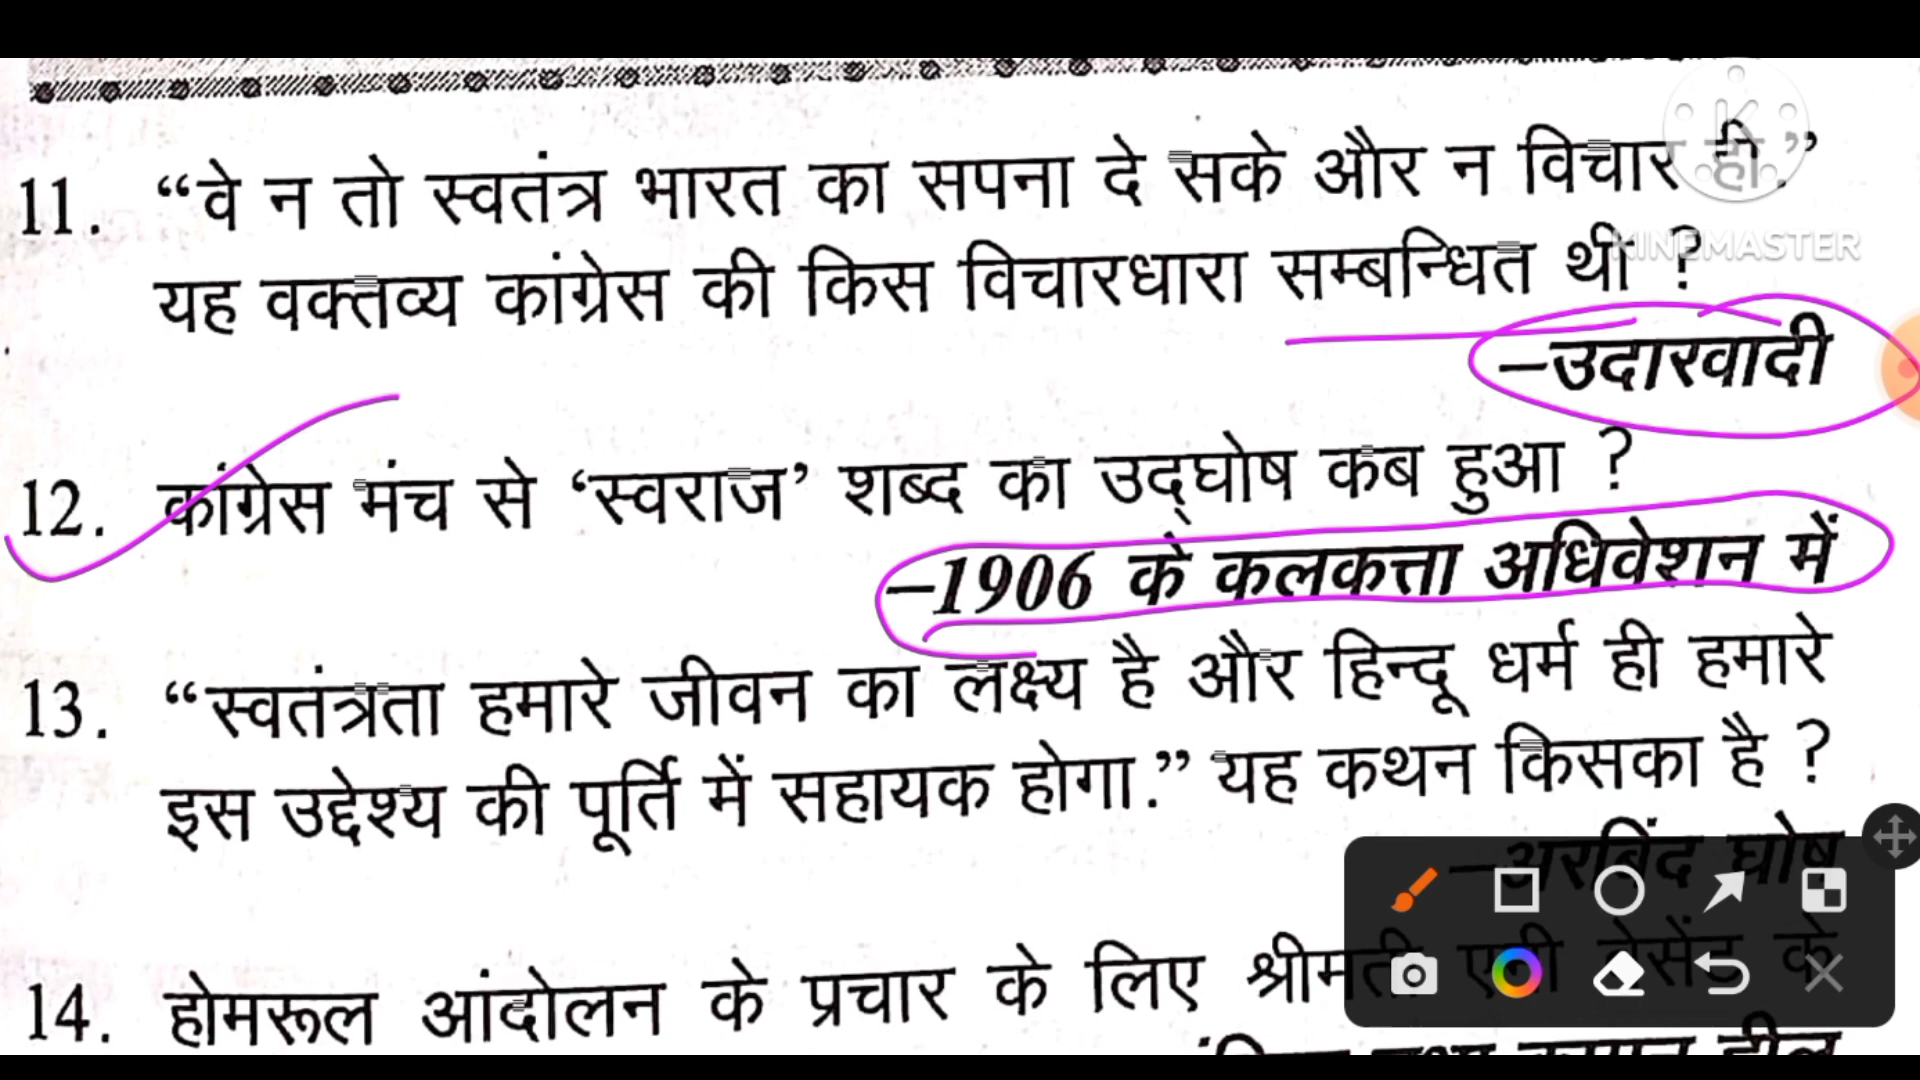 11. “वे न तो स्वतंत्र भारत का सपना दे सके और न विचार ही.”
यह वक्तव्य कांग्रेस की किस विचारधारा सम्बन्धित थी ?
KINEMASTER
–उदारवादी
12. कांग्रेस मंच से ‘स्वराज’ शब्द का उद्घोष कब हुआ ?
–1906 के कलकत्ता अधिवेशन में
13. “स्वतंत्रता हमारे जीवन का लक्ष्य है और हिन्दू धर्म ही हमारे
इस उद्देश्य की पूर्ति में सहायक होगा.” यह कथन किसका है ?
–अरबिंद घोष
14. होमरूल आंदोलन के प्रचार के लिए श्रीमती एनी बेसेंड के